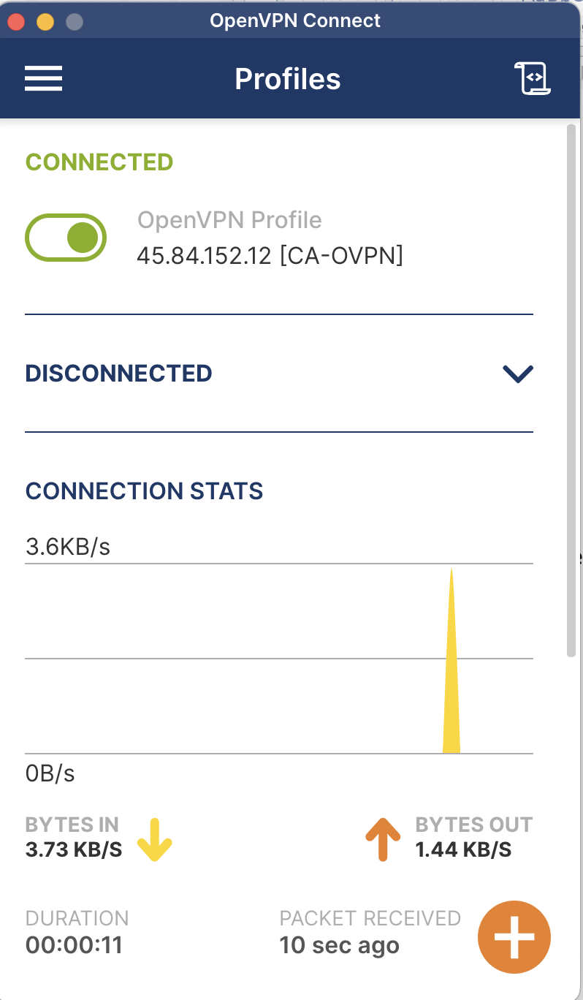 OpenVPN Connect
Profiles
CONNECTED
OpenVPN Profile
45.84.152.12 [CA-OVPN]
DISCONNECTED
CONNECTION STATS
3.6KB/s
0B/s
BYTES IN
3.73 KB/S
BYTES OUT
1.44 KB/S
DURATION
00:00:11
PACKET RECEIVED
10 sec ago